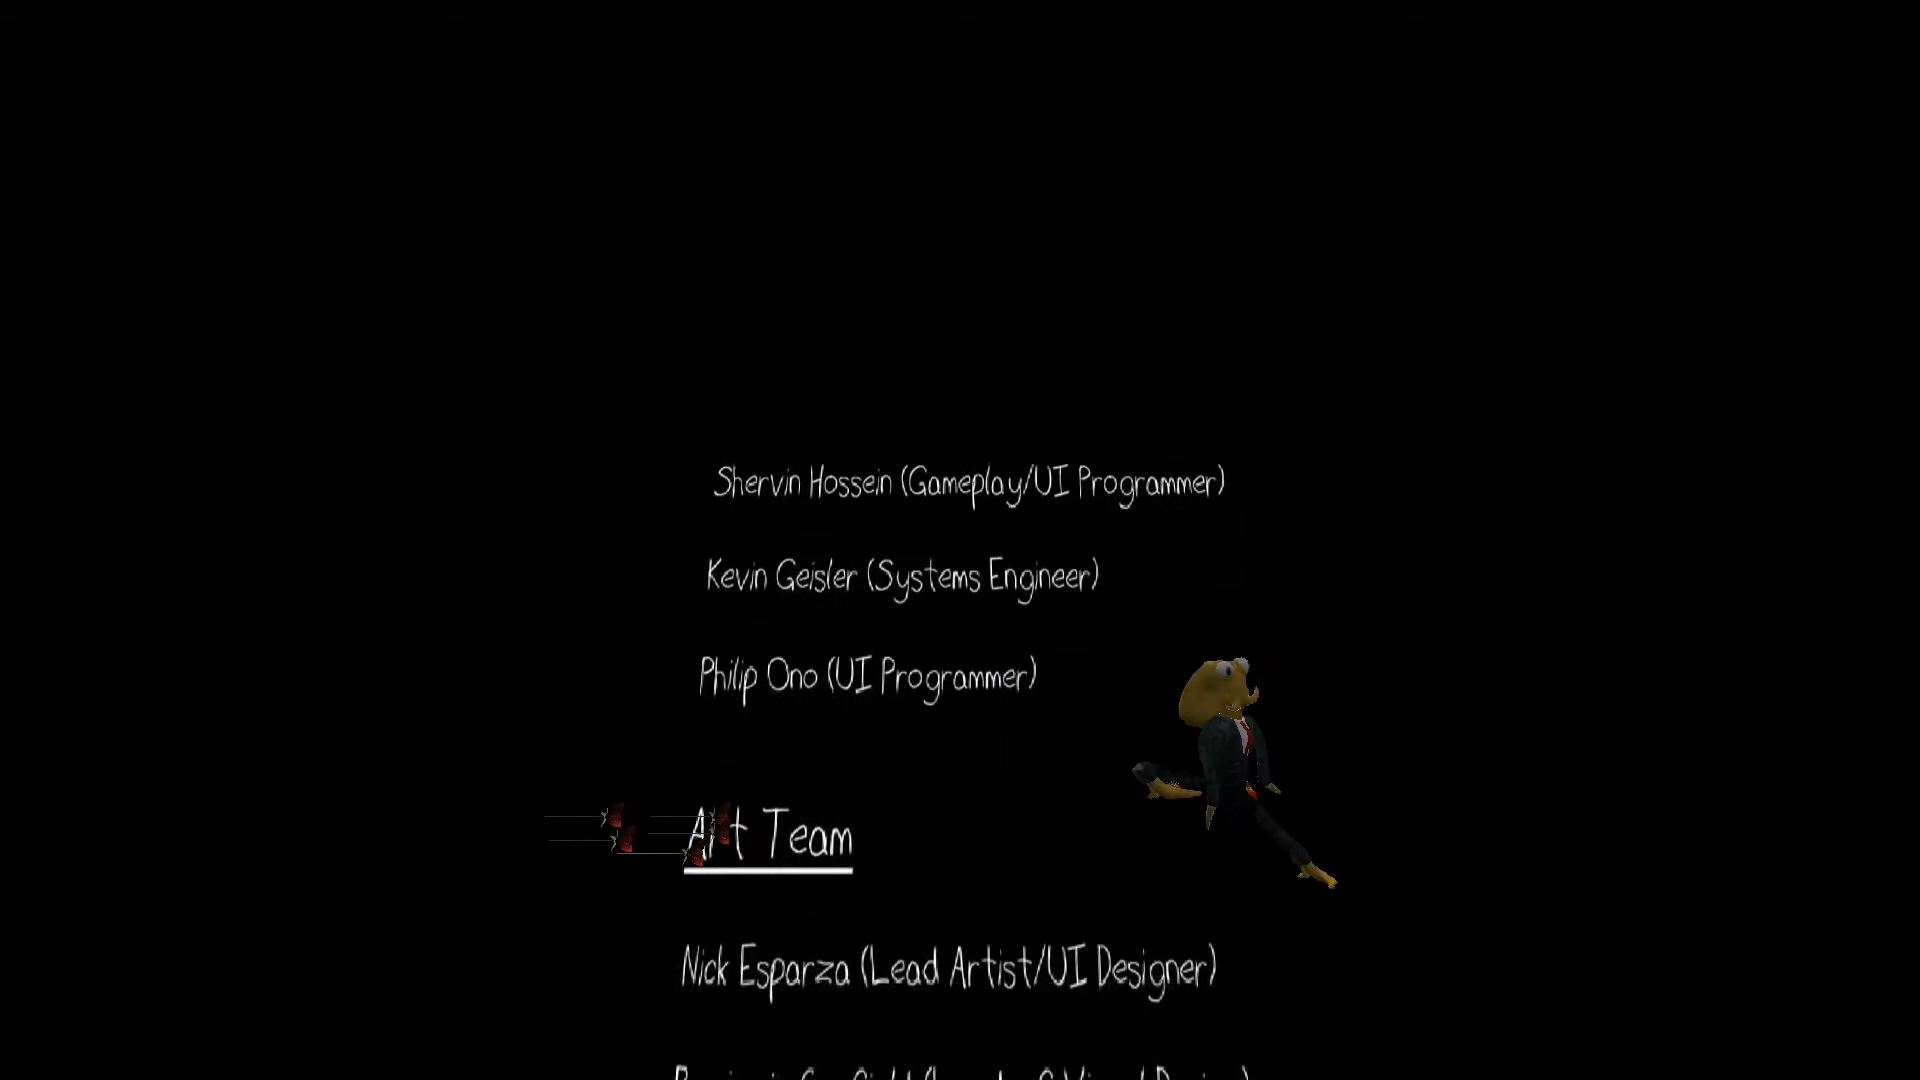 Shervin Hossein (Gameplay/UI Programmer)
Kevin Geisler (Systems Engineer)
Philip Ono (UI Programmer)
Art Team
Nick Esparza (Lead Artist/UI Designer)